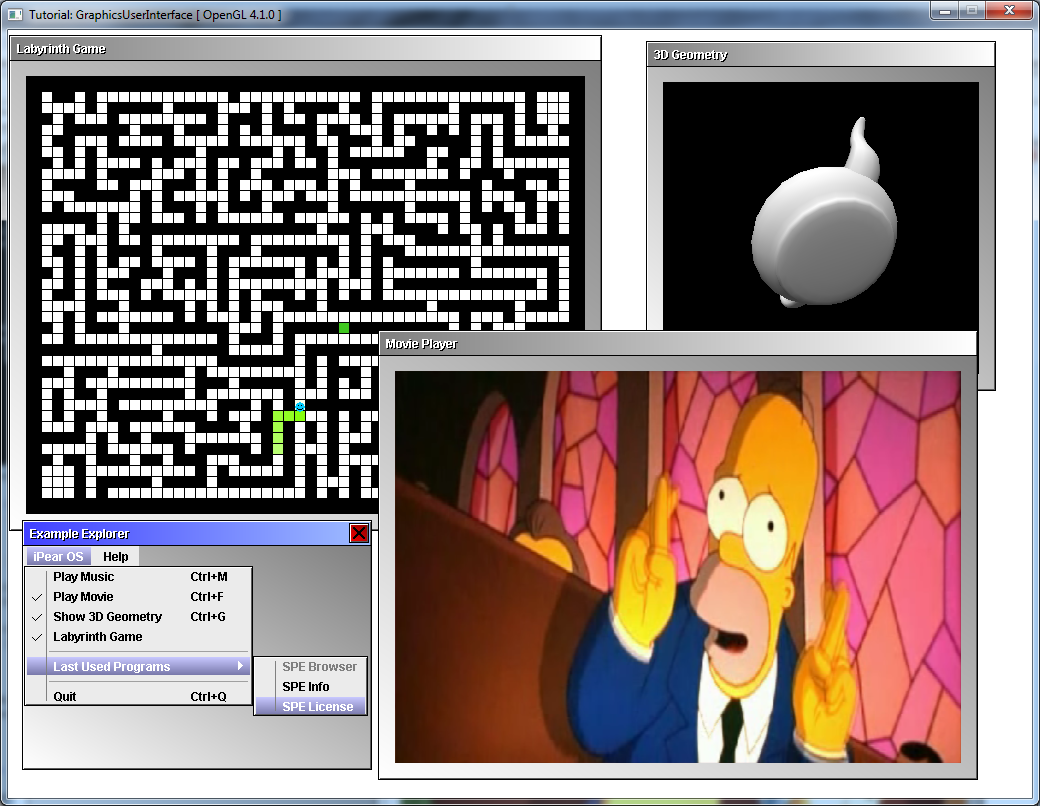 Tutorial: GraphicsUserInterface [ OpenGL 4.1.0 ]
Labyrinth Game
3D Geometry
Movie Player
Example Explorer
iPear OS Help
Play Music Ctrl+M
Play Movie Ctrl+F
Show 3D Geometry Ctrl+G
Labyrinth Game
Last Used Programs
SPE Browser
SPE Info
SPE License
Quit Ctrl+Q